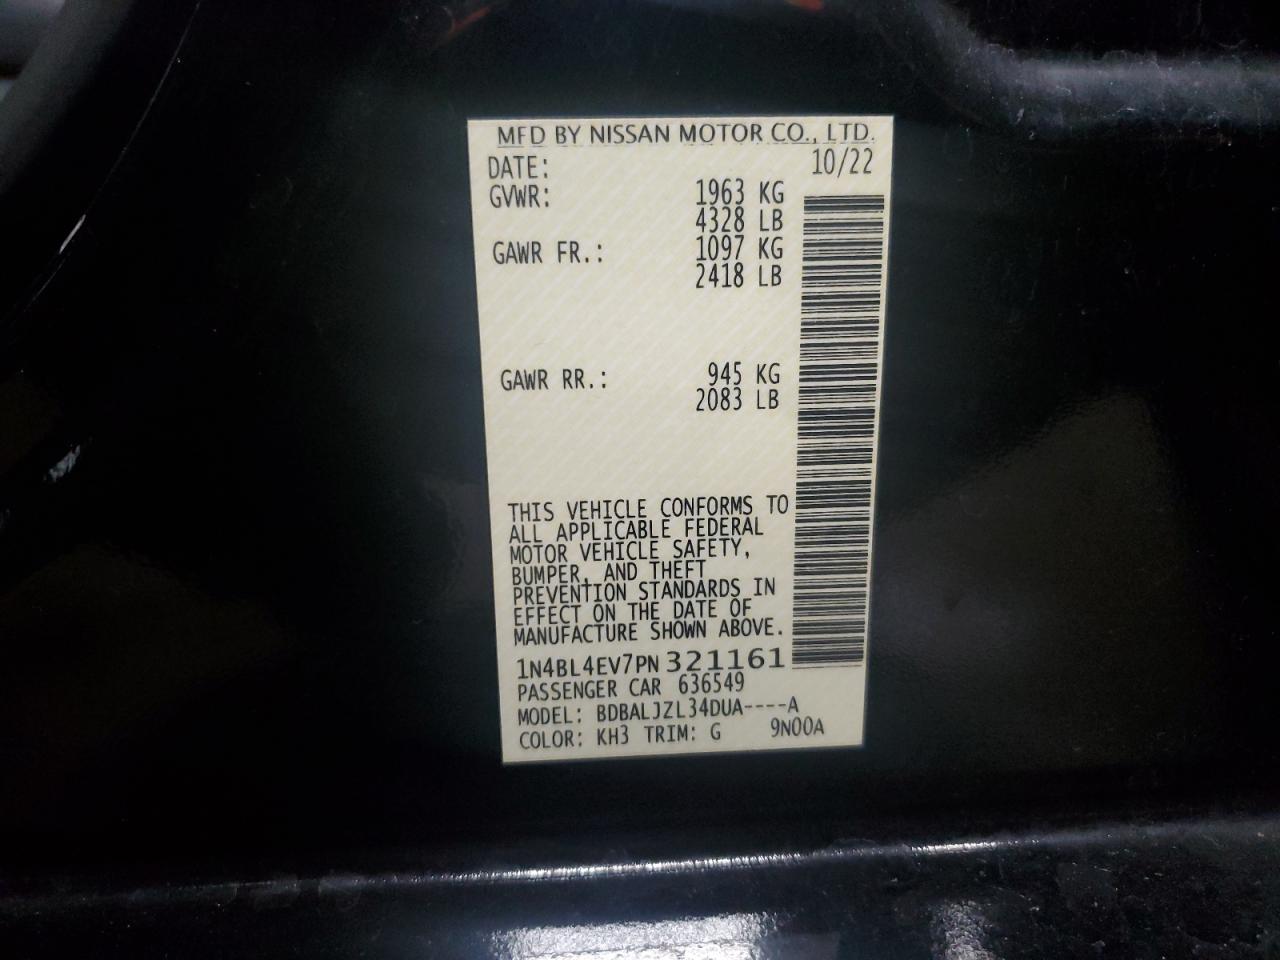 MFD BY NISSAN MOTOR CO., LTD.
DATE: 10/22
GVWR: 1963 KG
4328 LB
GAWR FR.: 1097 KG
2418 LB
GAWR RR.: 945 KG
2083 LB
THIS VEHICLE CONFORMS TO
ALL APPLICABLE FEDERAL
MOTOR VEHICLE SAFETY,
BUMPER, AND THEFT
PREVENTION STANDARDS IN
EFFECT ON THE DATE OF
MANUFACTURE SHOWN ABOVE.
1N4BL4EV7PN 321161
PASSENGER CAR 636549
MODEL: BDBALJZL34DUA----A
COLOR: KH3 TRIM: G 9N00A